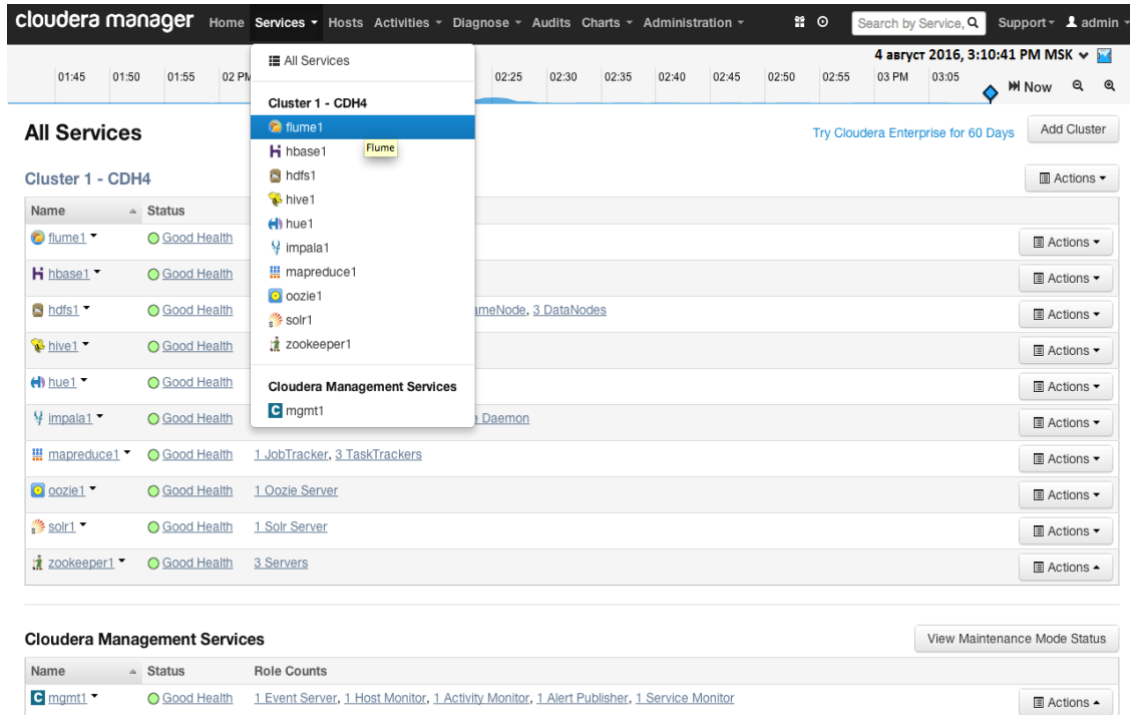 cloudera manager Home Services Hosts Activities Diagnose Audits Charts Administration Search by Service, Support admin
4 август 2016, 3:10:41 PM MSK
01:45 01:50 01:55 02 PM 02:25 02:30 02:35 02:40 02:45 02:50 02:55 03 PM 03:05 Now
All Services
Cluster 1 - CDH4
flume1
Flume
hbase1
hdfs1
hive1
hue1
impala1
mapreduce1
oozie1
solr1
zookeeper1
Cloudera Management Services
mgmt1
All Services Try Cloudera Enterprise for 60 Days Add Cluster
Cluster 1 - CDH4 Actions
Name Status
flume1 Good Health Actions
hbase1 Good Health Actions
hdfs1 Good Health 3 DataNodes Actions
hive1 Good Health Actions
hue1 Good Health Actions
impala1 Good Health Daemon Actions
mapreduce1 Good Health 1 JobTracker, 3 TaskTrackers Actions
oozie1 Good Health 1 Oozie Server Actions
solr1 Good Health 1 Solr Server Actions
zookeeper1 Good Health 3 Servers Actions
Cloudera Management Services View Maintenance Mode Status
Name Status Role Counts
mgmt1 Good Health 1 Event Server, 1 Host Monitor, 1 Activity Monitor, 1 Alert Publisher, 1 Service Monitor Actions